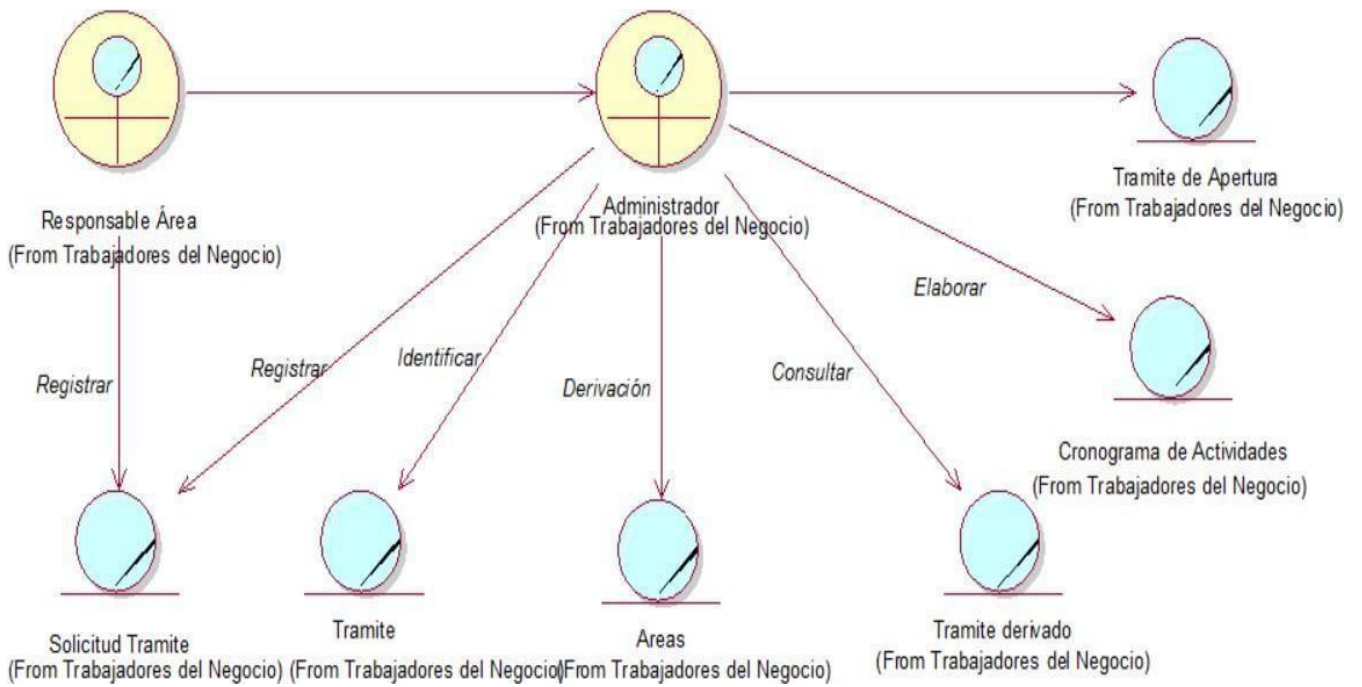 Responsable Área
(From Trabajadores del Negocio)
Administrador
(From Trabajadores del Negocio)
Tramite de Apertura
(From Trabajadores del Negocio)
Elaborar
Registrar
Registrar
Identificar
Derivación
Consultar
Cronograma de Actividades
(From Trabajadores del Negocio)
Solicitud Tramite
(From Trabajadores del Negocio)
Tramite
(From Trabajadores del Negocio)
Areas
(From Trabajadores del Negocio)
Tramite derivado
(From Trabajadores del Negocio)